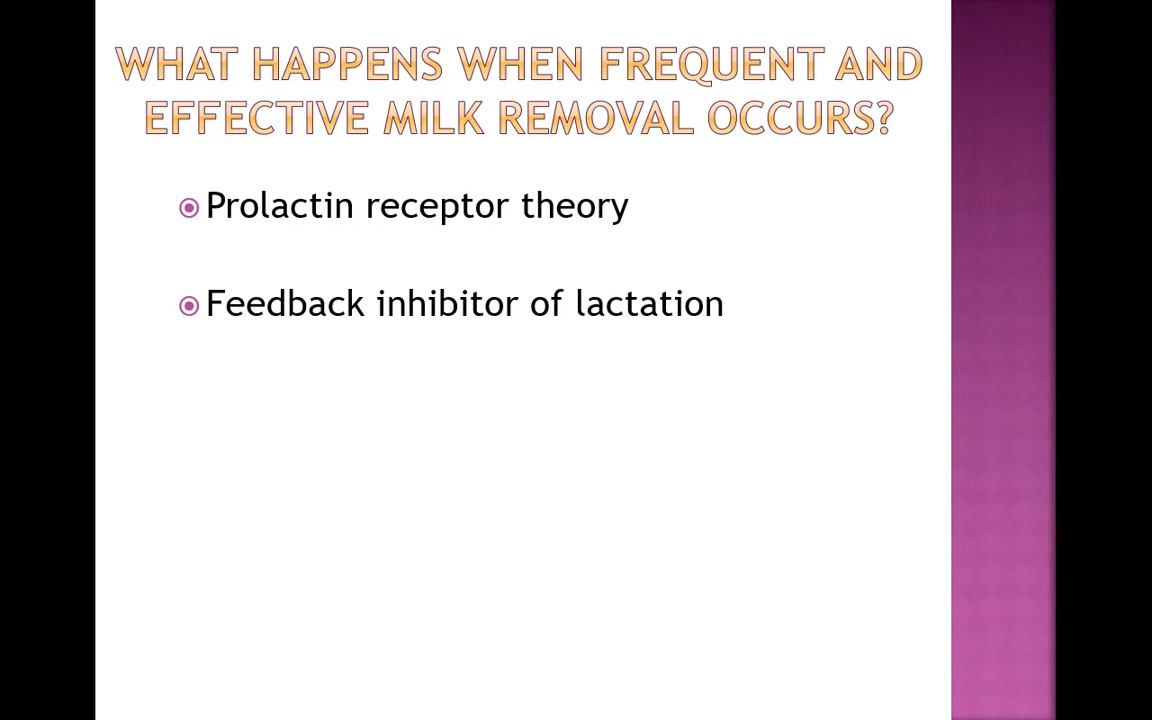 WHAT HAPPENS WHEN FREQUENT AND
EFFECTIVE MILK REMOVAL OCCURS?
Prolactin receptor theory
Feedback inhibitor of lactation